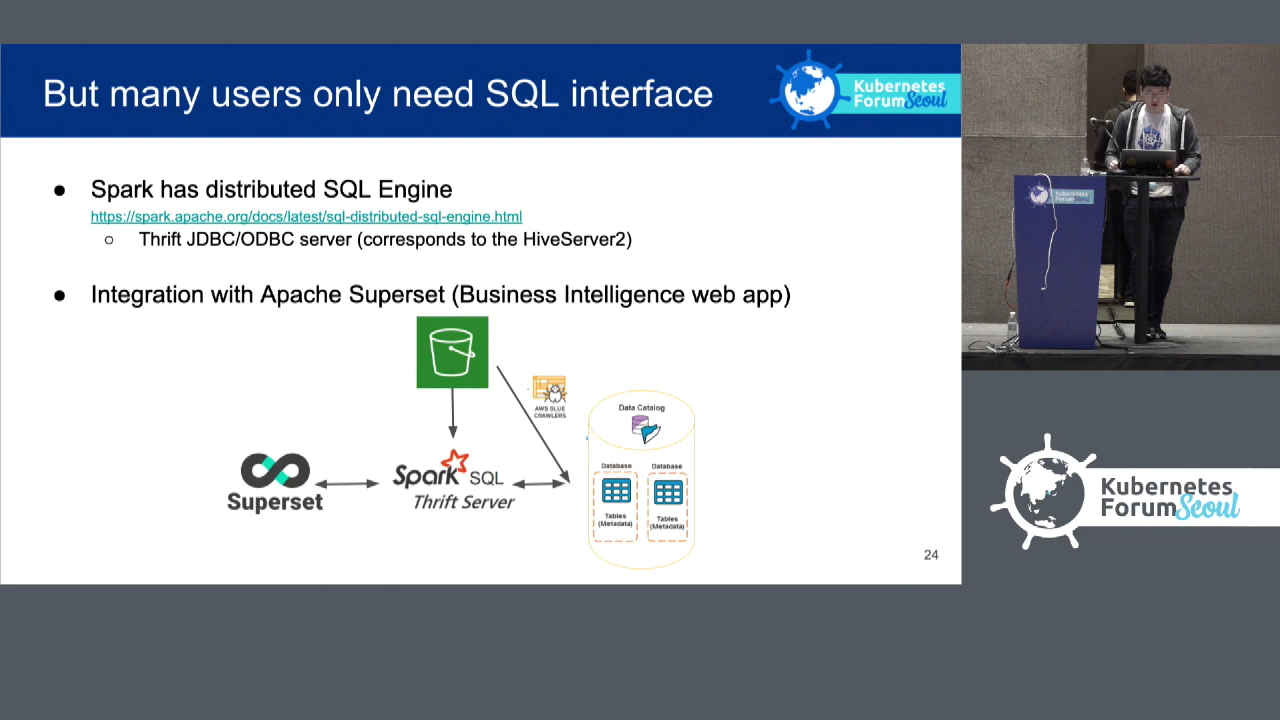 But many users only need SQL interface
Kubernetes
Forum Seoul
● Spark has distributed SQL Engine
https://spark.apache.org/docs/latest/sql-distributed-sql-engine.html
○ Thrift JDBC/ODBC server (corresponds to the HiveServer2)
● Integration with Apache Superset (Business Intelligence web app)
AWS GLUE
CRAWLERS
Data Catalog
Database
Database
Tables
(Metadata)
Tables
(Metadata)
Superset
Spark SQL
Thrift Server
24
Kubernetes
Forum Seoul
Kubernetes
Forum Seoul